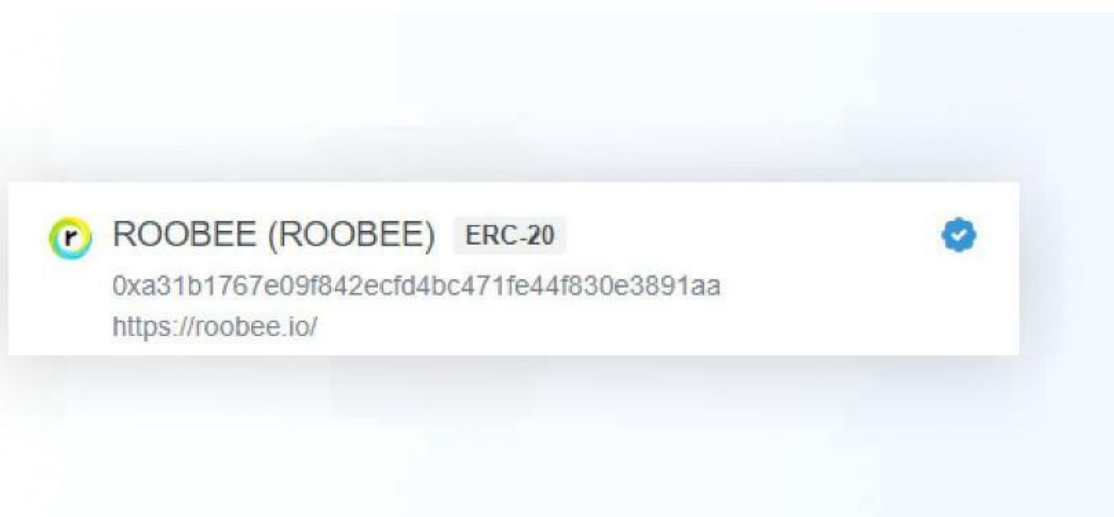 r ROOBEE (ROOBEE) ERC-20
0xa31b1767e09f842ecfd4bc471fe44f830e3891aa
https://roobee.io/